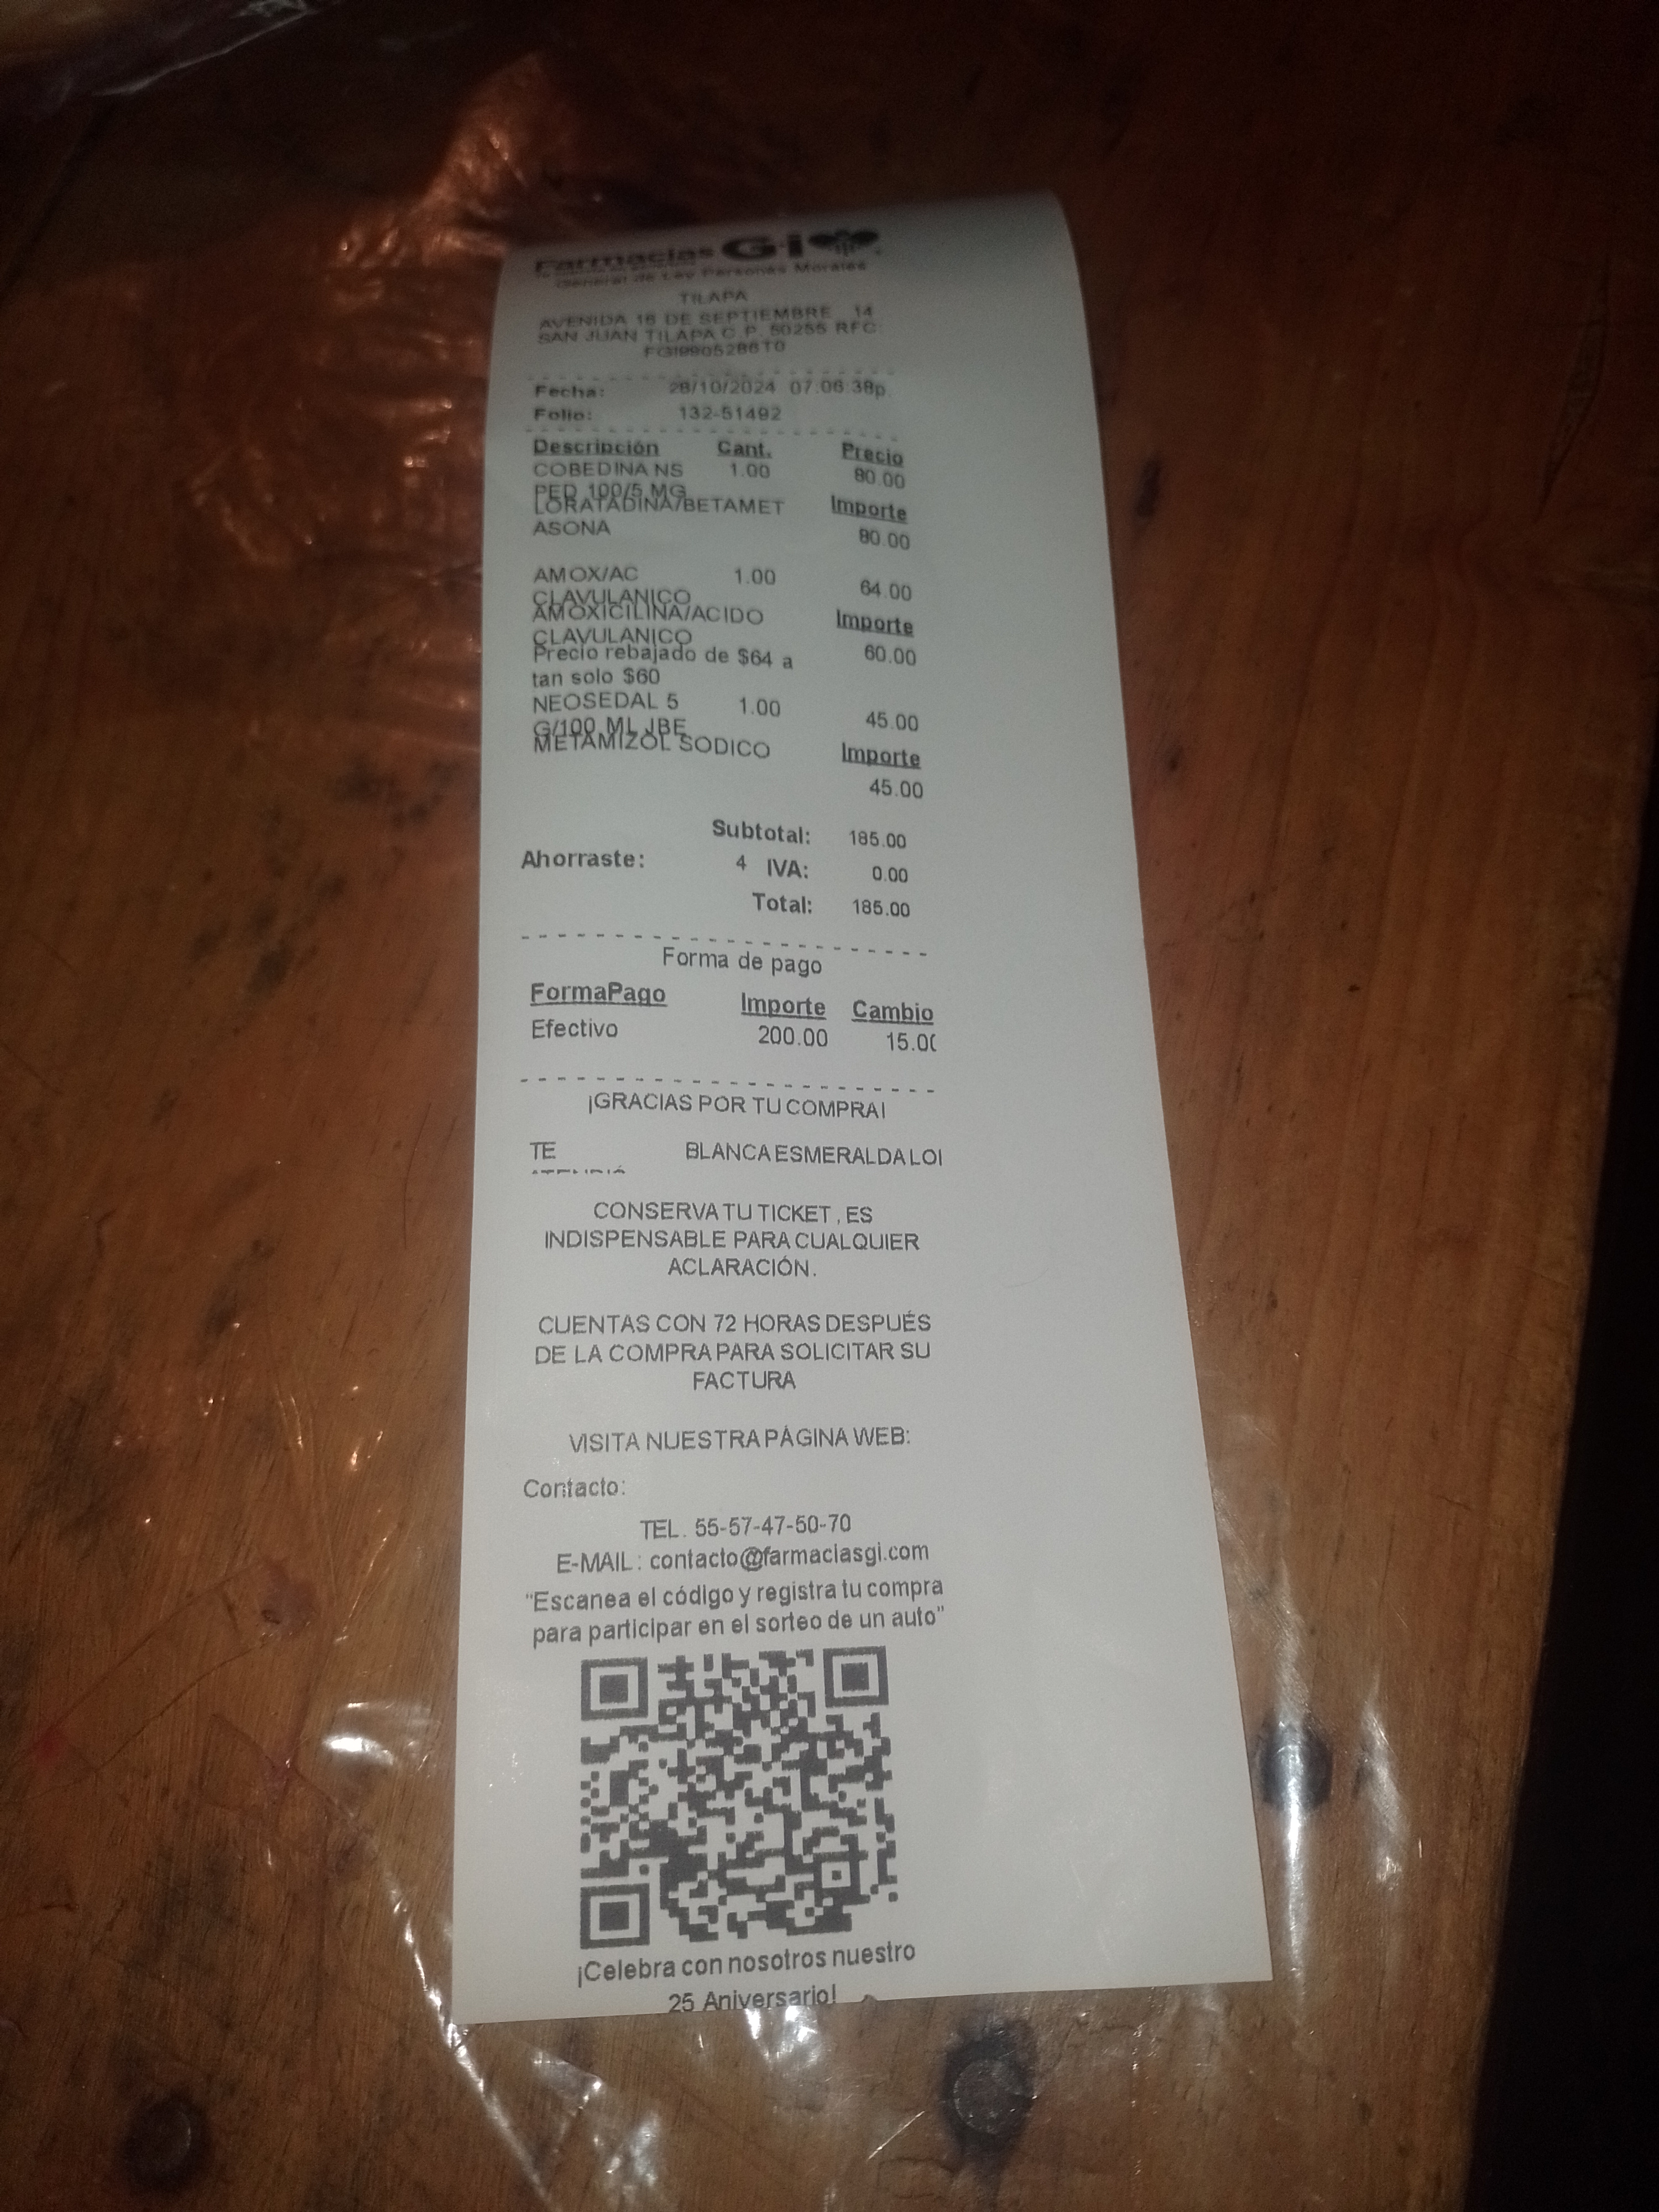 Farmacias Gi
General de Ley Personas Morales
TILAPA
AVENIDA 16 DE SEPTIEMBRE 14
SAN JUAN TILAPA C.P. 50255 RFC:
Fecha: 28/10/2024 07:06:38p.
Folio: 132-51492
Descripción Cant. Precio
COBEDINA NS 1.00 80.00
PED 100/5 MG
LORATADINA/BETAMET Importe
ASONA 80.00
AMOX/AC 1.00 64.00
CLAVULANICO
AMOXICILINA/ACIDO Importe
CLAVULANICO
Precio rebajado de $64 a 60.00
tan solo $60
NEOSEDAL 5 1.00 45.00
G/100 ML JBE
METAMIZOL SODICO Importe
45.00
Subtotal: 185.00
Ahorraste: 4 IVA: 0.00
Total: 185.00
Forma de pago
FormaPago Importe Cambio
Efectivo 200.00 15.00
¡GRACIAS POR TU COMPRA!
TE BLANCA ESMERALDA LOI
CONSERVA TU TICKET , ES
INDISPENSABLE PARA CUALQUIER
ACLARACIÓN.
CUENTAS CON 72 HORAS DESPUÉS
DE LA COMPRA PARA SOLICITAR SU
FACTURA
VISITA NUESTRA PÁGINA WEB:
Contacto:
TEL. 55-57-47-50-70
E-MAIL: contacto@farmaciasgi.com
"Escanea el código y registra tu compra
para participar en el sorteo de un auto"
¡Celebra con nosotros nuestro
25 Aniversario!